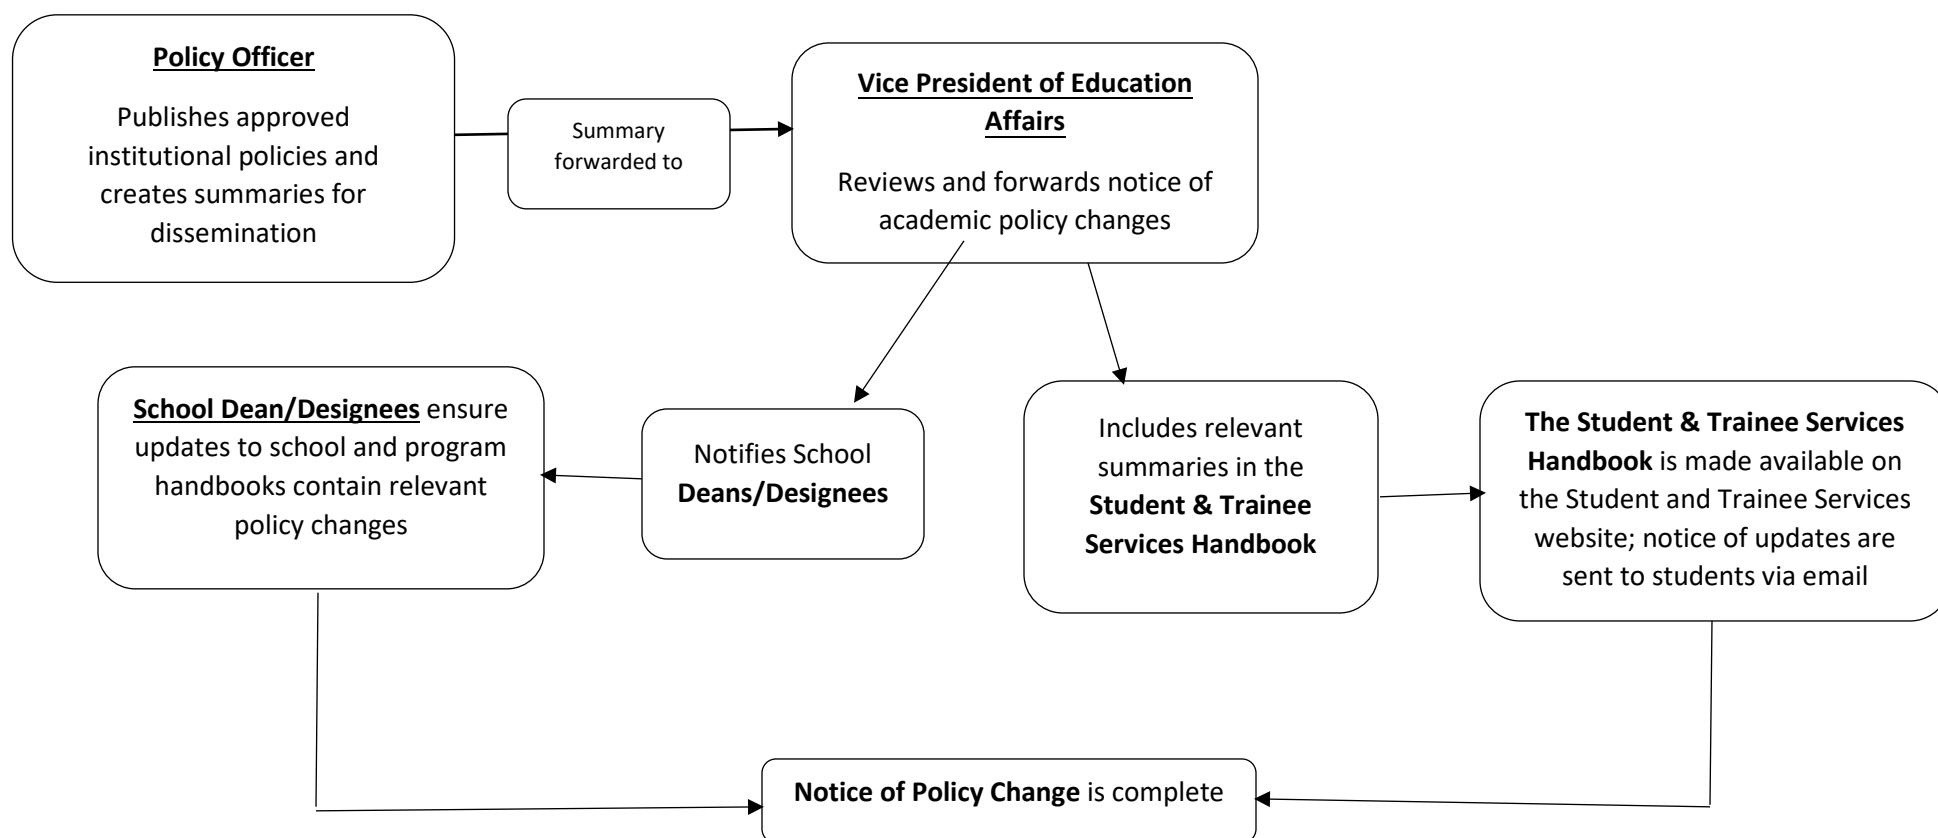 Policy Officer
Publishes approved
institutional policies and
creates summaries for
dissemination
Summary
forwarded to
Vice President of Education
Affairs
Reviews and forwards notice of
academic policy changes
School Dean/Designees ensure
updates to school and program
handbooks contain relevant
policy changes
Notifies School
Deans/Designees
Includes relevant
summaries in the
Student & Trainee
Services Handbook
The Student & Trainee Services
Handbook is made available on
the Student and Trainee Services
website; notice of updates are
sent to students via email
Notice of Policy Change is complete